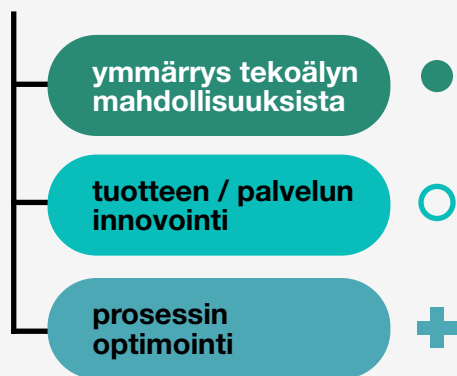 ymmärrys tekoälyn
mahdollisuuksista
tuotteen / palvelun
innovointi
prosessin
optimointi